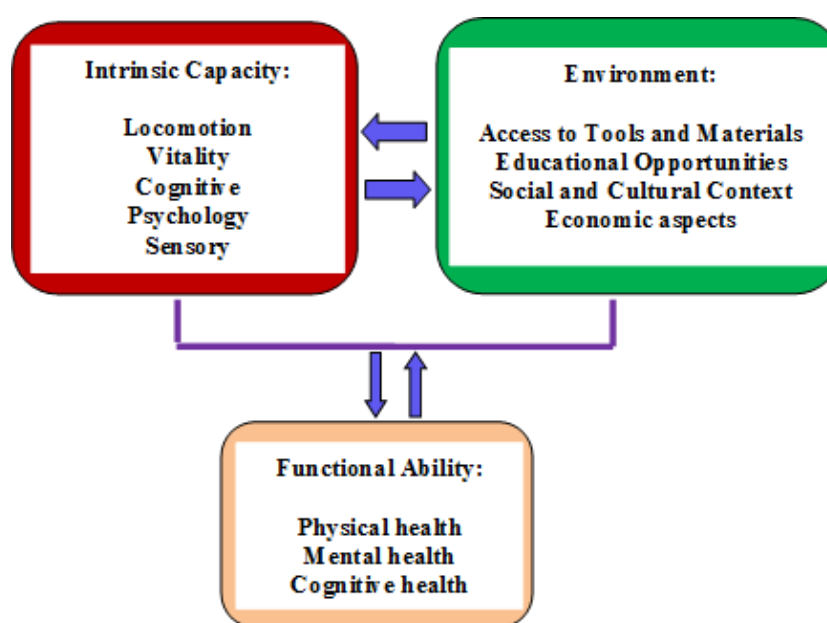 Intrinsic Capacity:
Locomotion
Vitality
Cognitive
Psychology
Sensory
Environment:
Access to Tools and Materials
Educational Opportunities
Social and Cultural Context
Economic aspects
Functional Ability:
Physical health
Mental health
Cognitive health